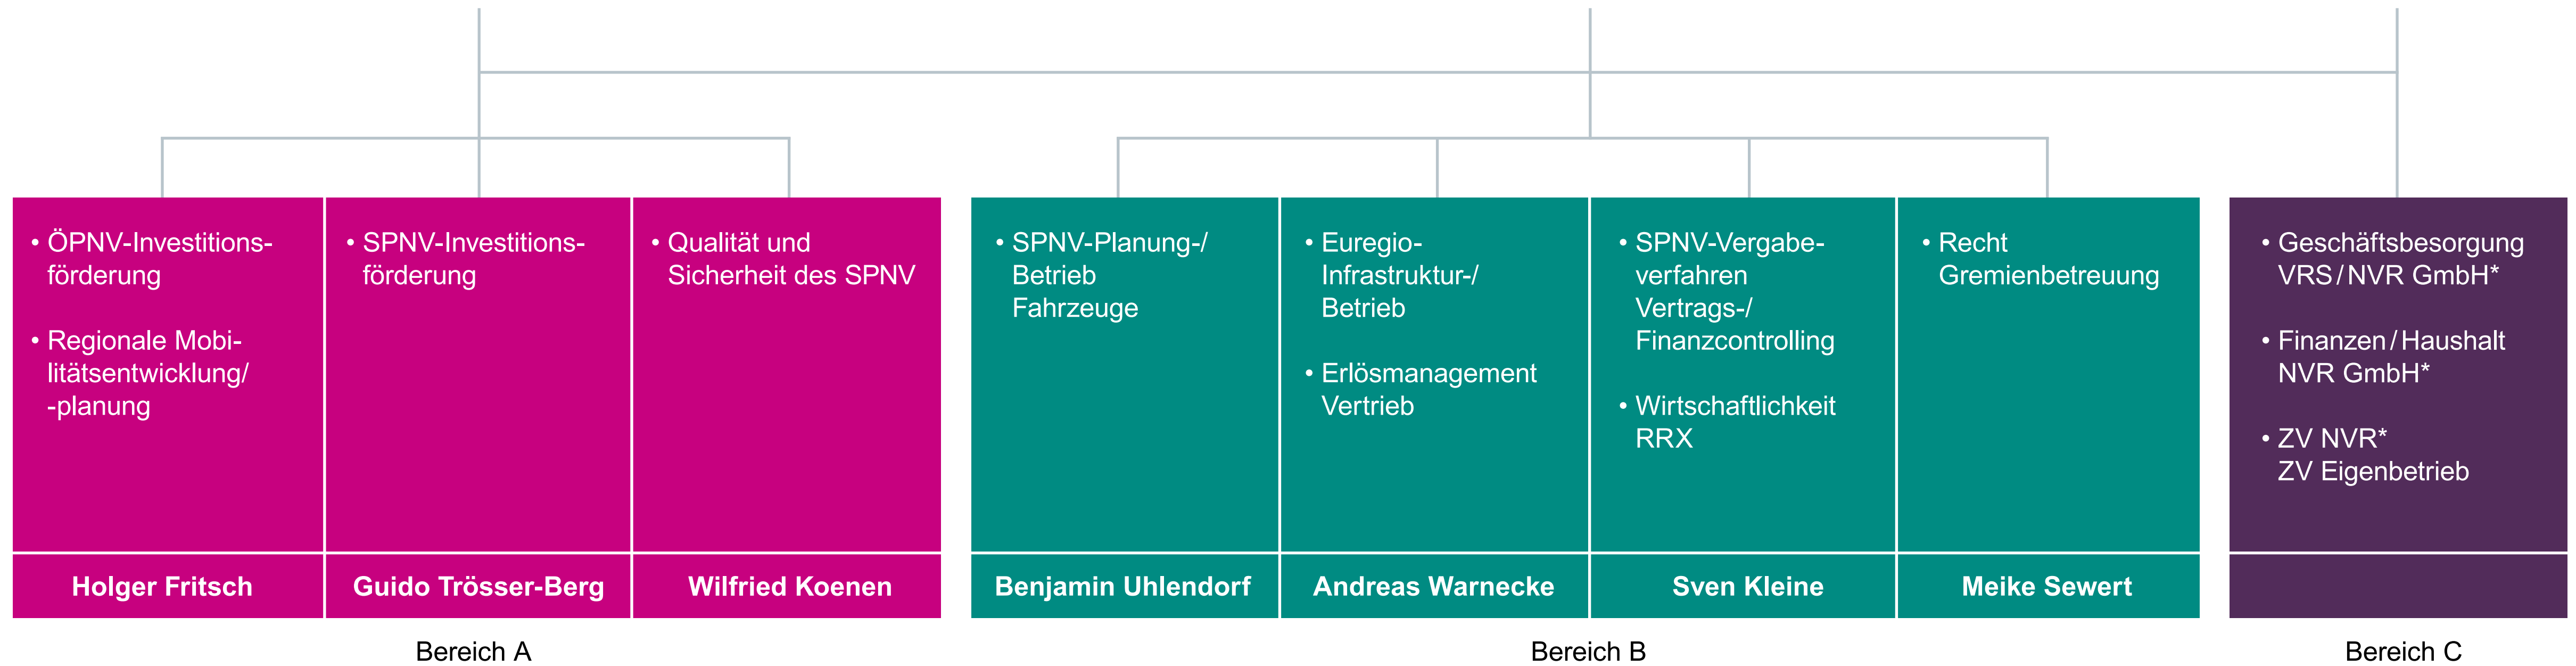 • ÖPNV-Investitions-
förderung
• Regionale Mobi-
litätsentwicklung/
-planung
Holger Fritsch
• SPNV-Investitions-
förderung
Guido Trösser-Berg
• Qualität und
Sicherheit des SPNV
Wilfried Koenen
Bereich A
• SPNV-Planung-/
Betrieb
Fahrzeuge
Benjamin Uhlendorf
• Euregio-
Infrastruktur-/
Betrieb
• Erlösmanagement
Vertrieb
Andreas Warnecke
• SPNV-Vergabe-
verfahren
Vertrags-/
Finanzcontrolling
• Wirtschaftlichkeit
RRX
Sven Kleine
• Recht
Gremienbetreuung
Meike Sewert
Bereich B
• Geschäftsbesorgung
VRS/NVR GmbH*
• Finanzen/Haushalt
NVR GmbH*
• ZV NVR*
ZV Eigenbetrieb
Bereich C